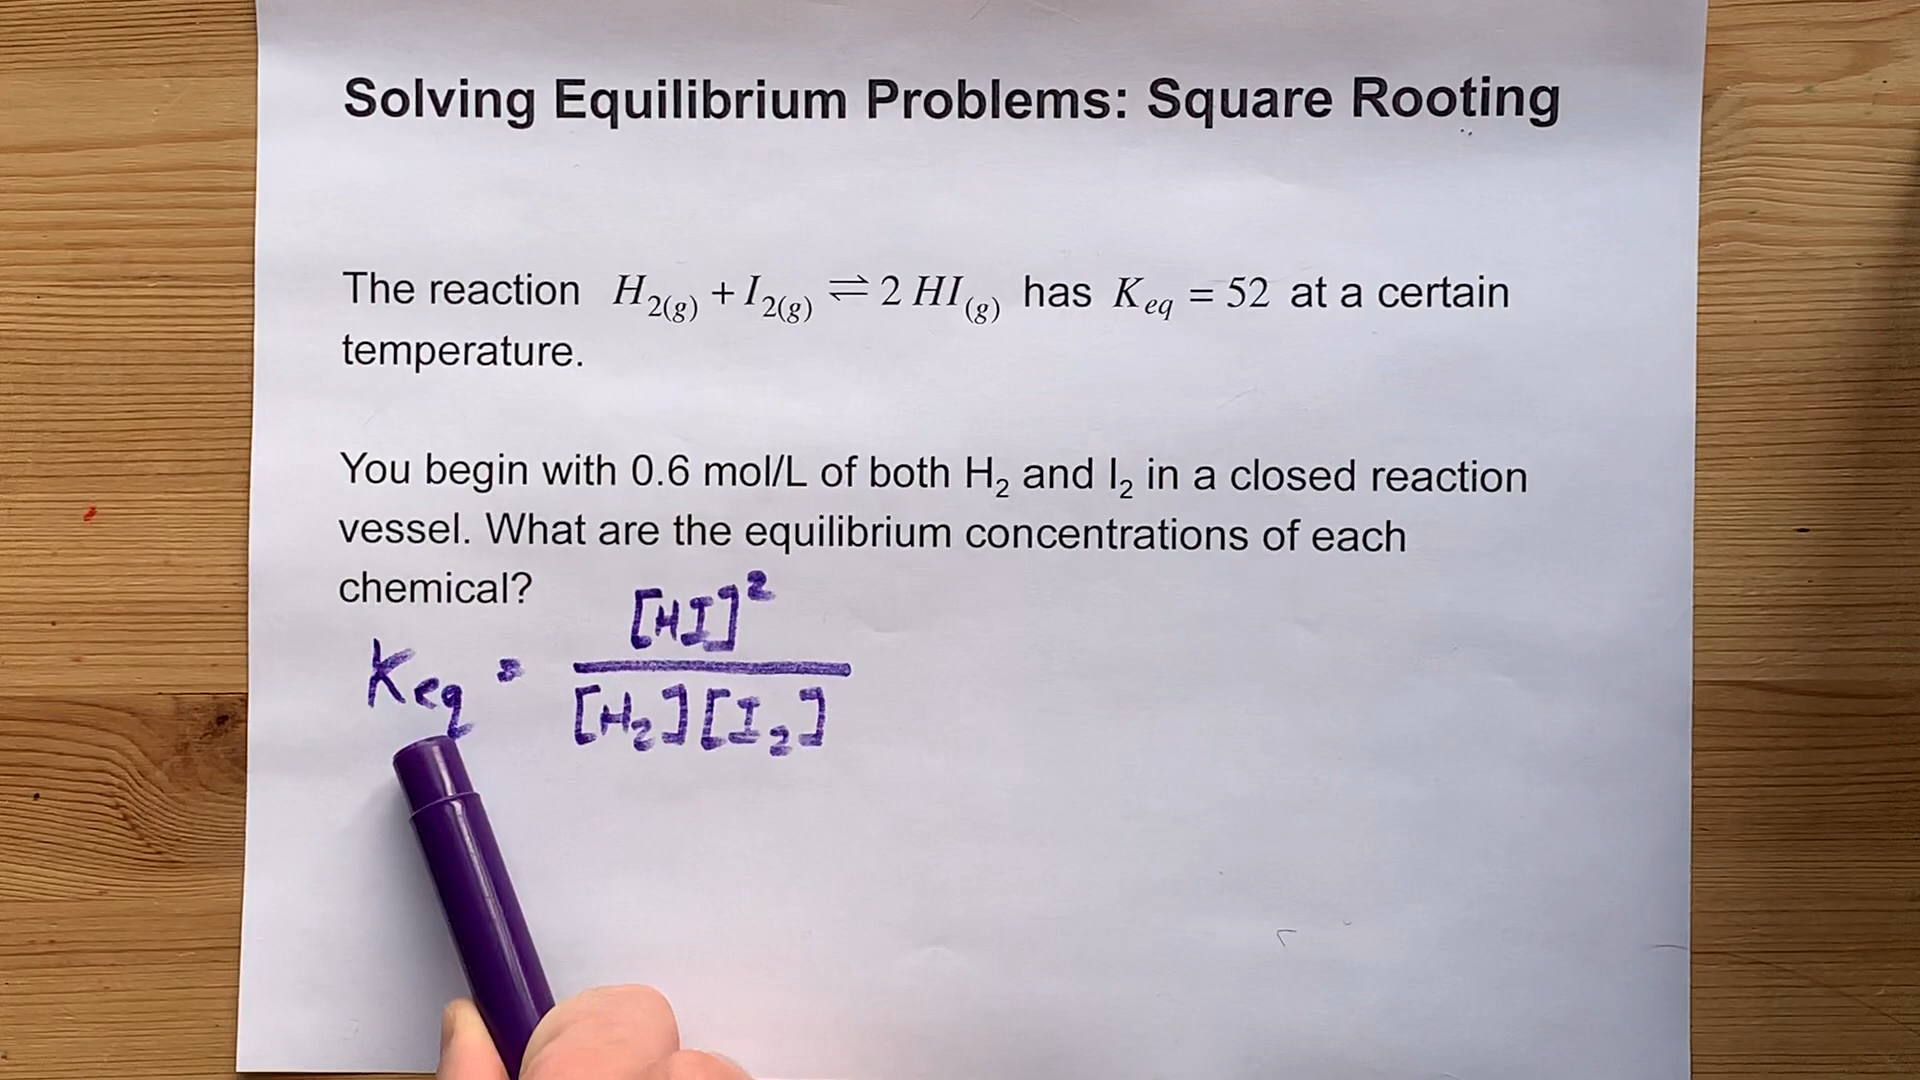 Solving Equilibrium Problems: Square Rooting
The reaction H₂(g) + I₂(g) ⇌ 2 HI(g) has Keq = 52 at a certain
temperature.
You begin with 0.6 mol/L of both H₂ and I₂ in a closed reaction
vessel. What are the equilibrium concentrations of each
chemical?
Keq = [HI]² / [H₂][I₂]